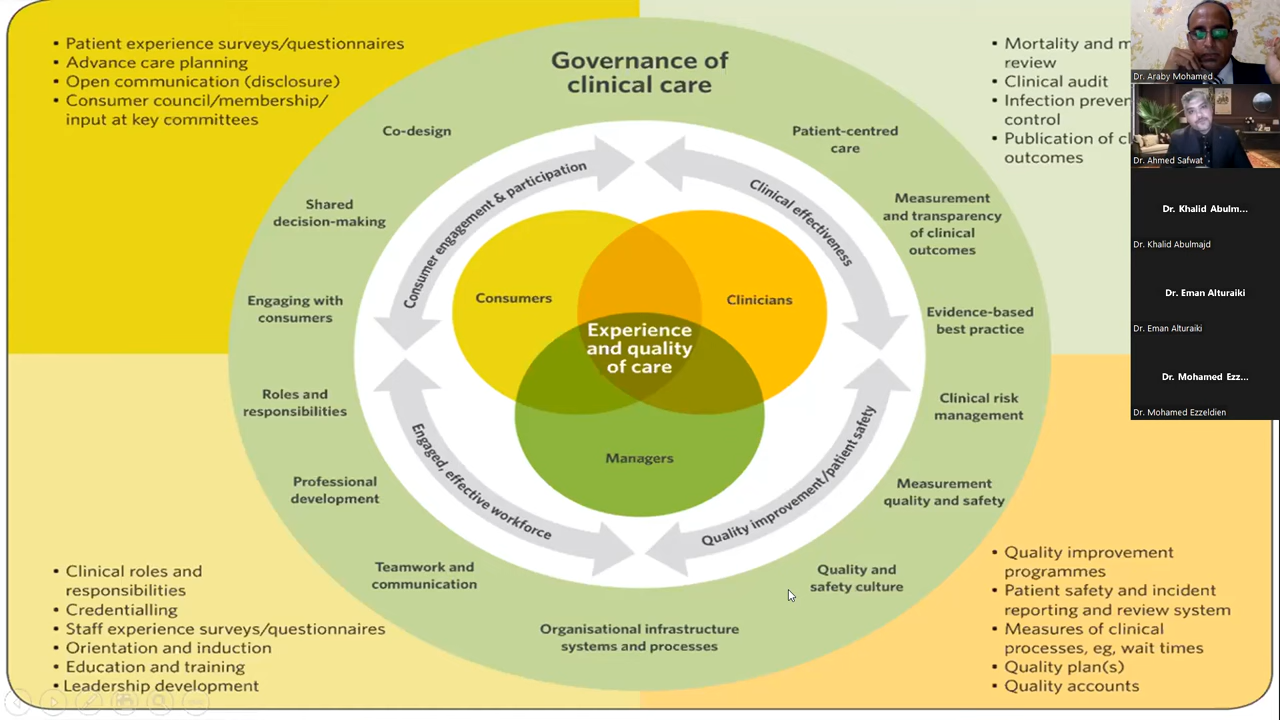 • Patient experience surveys/questionnaires
• Advance care planning
• Open communication (disclosure)
• Consumer council/membership/
input at key committees
Governance of
clinical care
• Mortality and m
review
• Clinical audit
• Infection preven
control
• Publication of cl
outcomes
Co-design
Shared
decision-making
Engaging with
consumers
Roles and
responsibilities
Professional
development
Teamwork and
communication
Organisational infrastructure
systems and processes
Patient-centred
care
Measurement
and transparency
of clinical
outcomes
Evidence-based
best practice
Clinical risk
management
Measurement
quality and safety
Quality and
safety culture
Consumer engagement & participation
Clinical effectiveness
Engaged, effective workforce
Quality improvement/patient safety
Consumers
Clinicians
Experience
and quality
of care
Managers
• Clinical roles and
responsibilities
• Credentialling
• Staff experience surveys/questionnaires
• Orientation and induction
• Education and training
• Leadership development
• Quality improvement
programmes
• Patient safety and incident
reporting and review system
• Measures of clinical
processes, eg, wait times
• Quality plan(s)
• Quality accounts
Dr. Araby Mohamed
Dr. Ahmed Safwat
Dr. Khalid Abulm...
Dr. Khalid Abulmajd
Dr. Eman Alturaiki
Dr. Eman Alturaiki
Dr. Mohamed Ezz...
Dr. Mohamed Ezzeldien